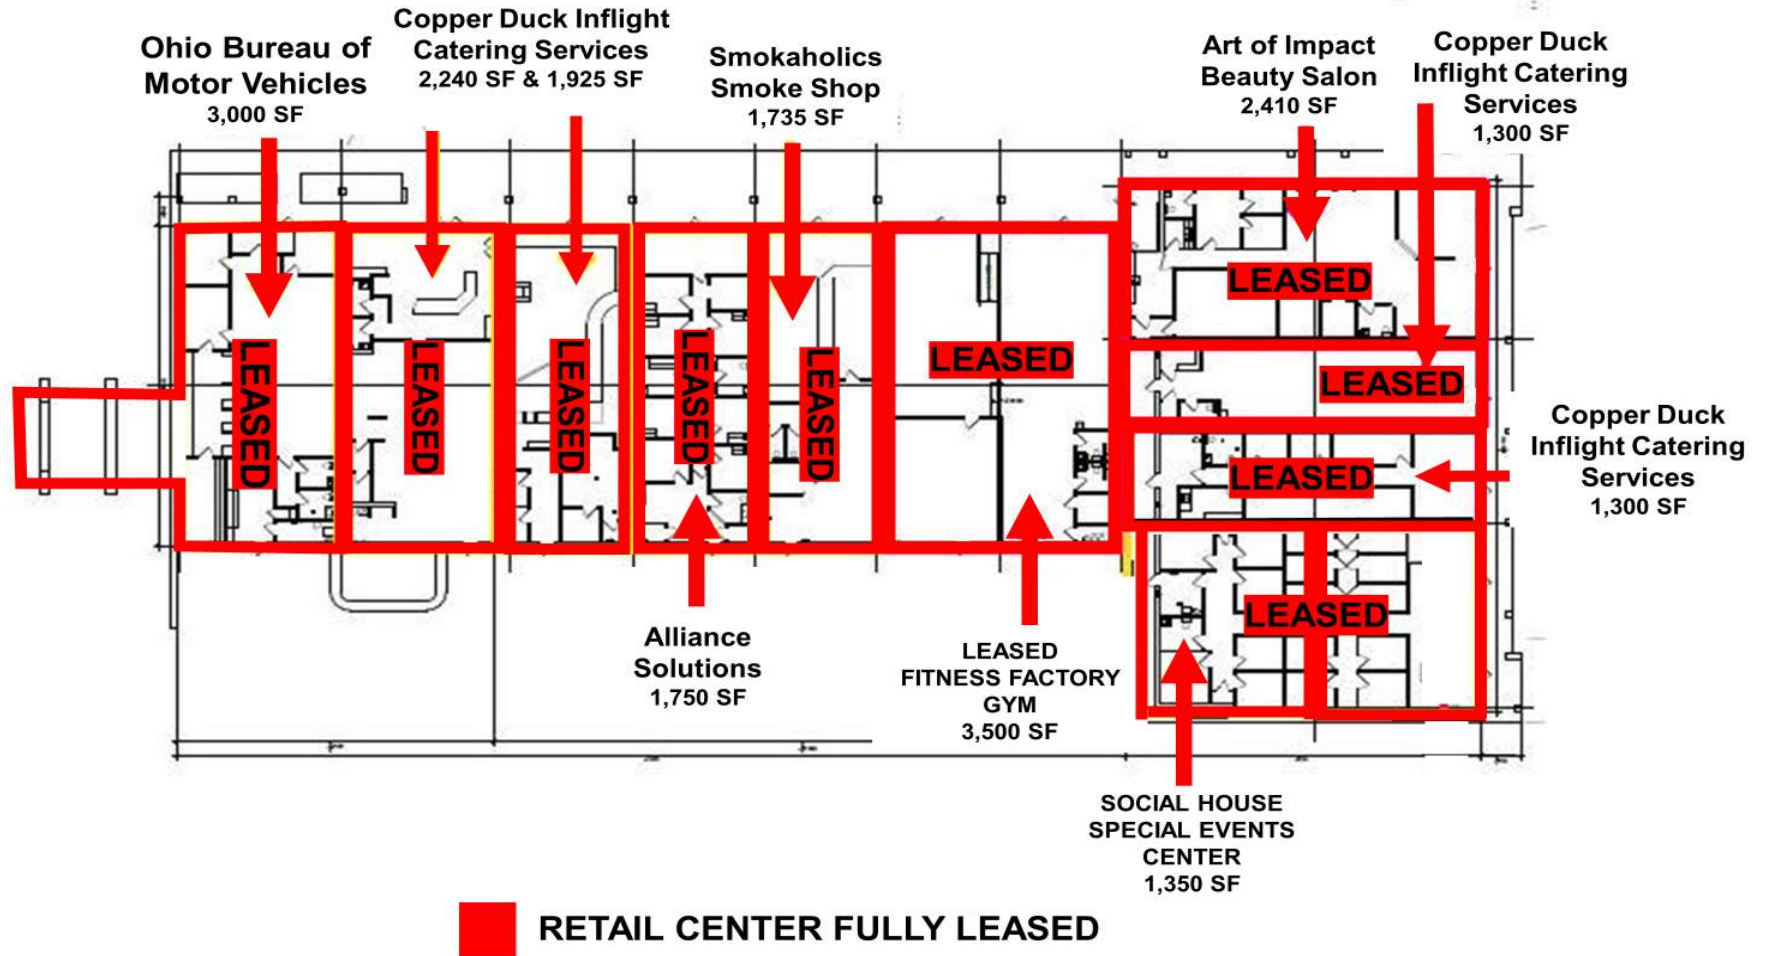 Ohio Bureau of
Motor Vehicles
3,000 SF
Copper Duck Inflight
Catering Services
2,240 SF & 1,925 SF
Smokaholics
Smoke Shop
1,735 SF
Art of Impact
Beauty Salon
2,410 SF
Copper Duck
Inflight Catering
Services
1,300 SF
LEASED
LEASED
LEASED
LEASED
LEASED
LEASED
LEASED
LEASED
LEASED
LEASED
Copper Duck
Inflight Catering
Services
1,300 SF
Alliance
Solutions
1,750 SF
LEASED
FITNESS FACTORY
GYM
3,500 SF
SOCIAL HOUSE
SPECIAL EVENTS
CENTER
1,350 SF
RETAIL CENTER FULLY LEASED